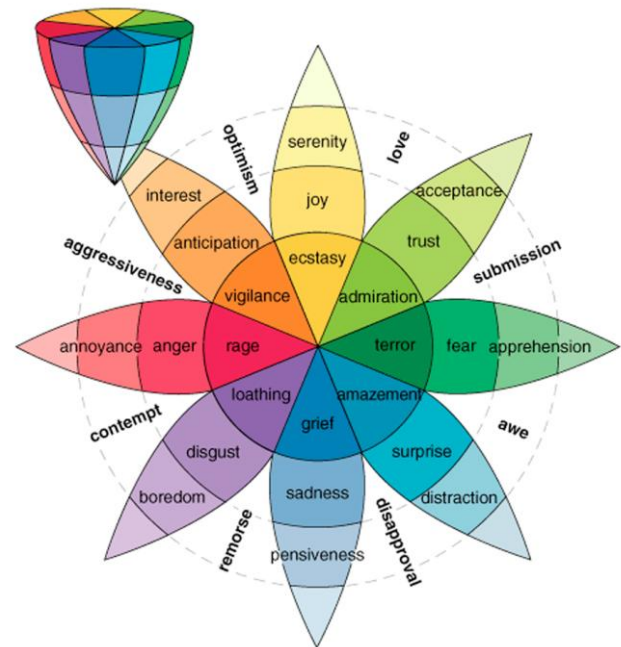 optimism
serenity
love
interest
joy
acceptance
anticipation
trust
aggressiveness
ecstasy
submission
vigilance
admiration
annoyance
anger
rage
terror
fear
apprehension
loathing
amazement
grief
contempt
disgust
surprise
awe
boredom
sadness
distraction
remorse
pensiveness
disapproval